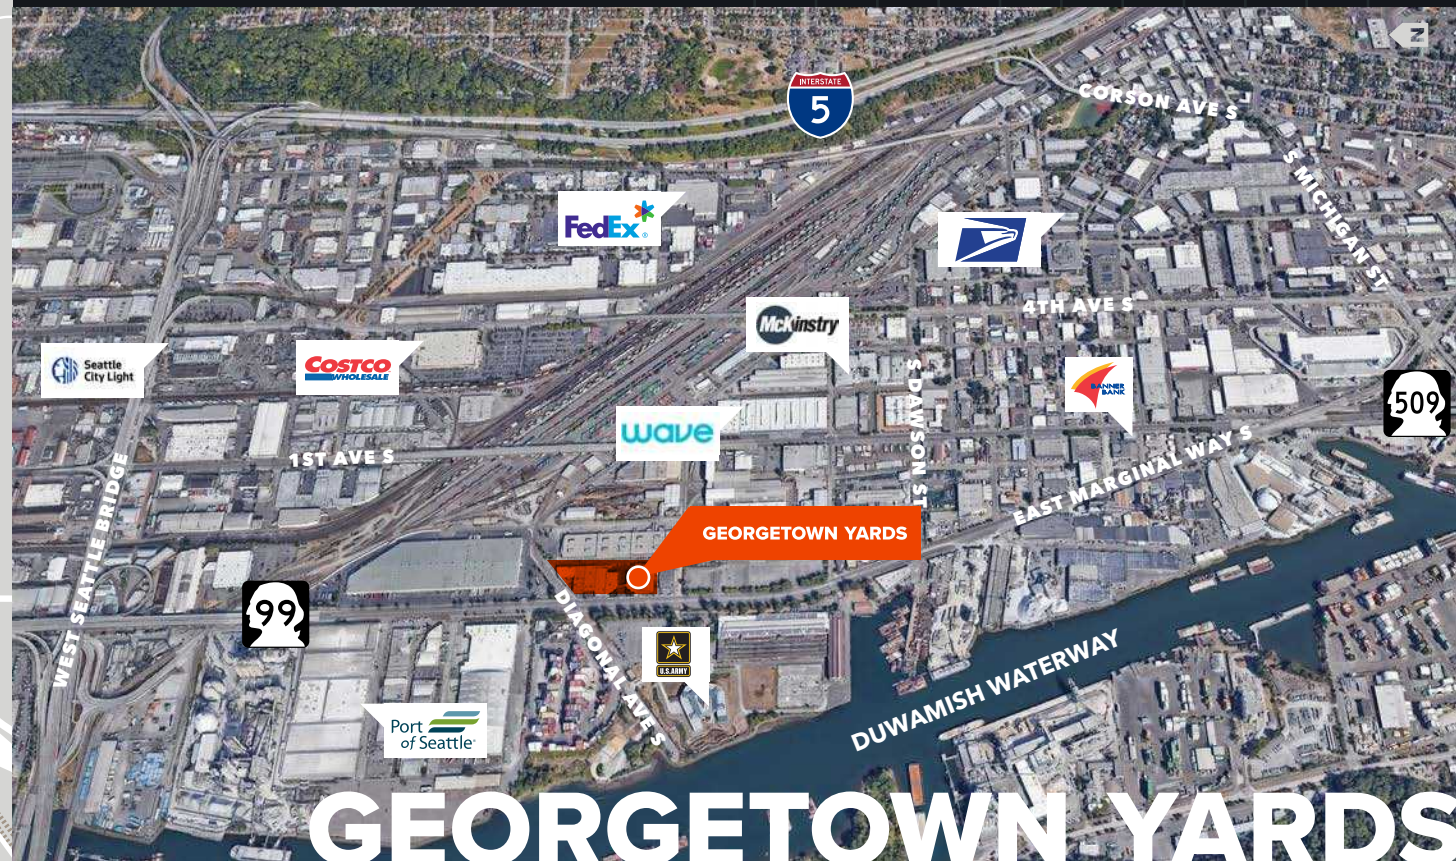 N
INTERSTATE
5
CORSON AVE S
S MICHIGAN ST
FedEx®
4TH AVE S
McKinstry
Seattle
City Light
COSTCO
WHOLESALE
BANNER
BANK
509
S DAWSON ST
wave
1ST AVE S
EAST MARGINAL WAY S
WEST SEATTLE BRIDGE
GEORGETOWN YARDS
99
DIAGONAL AVE S
U.S.ARMY
DUWAMISH WATERWAY
Port
of Seattle
GEORGETOWN YARDS